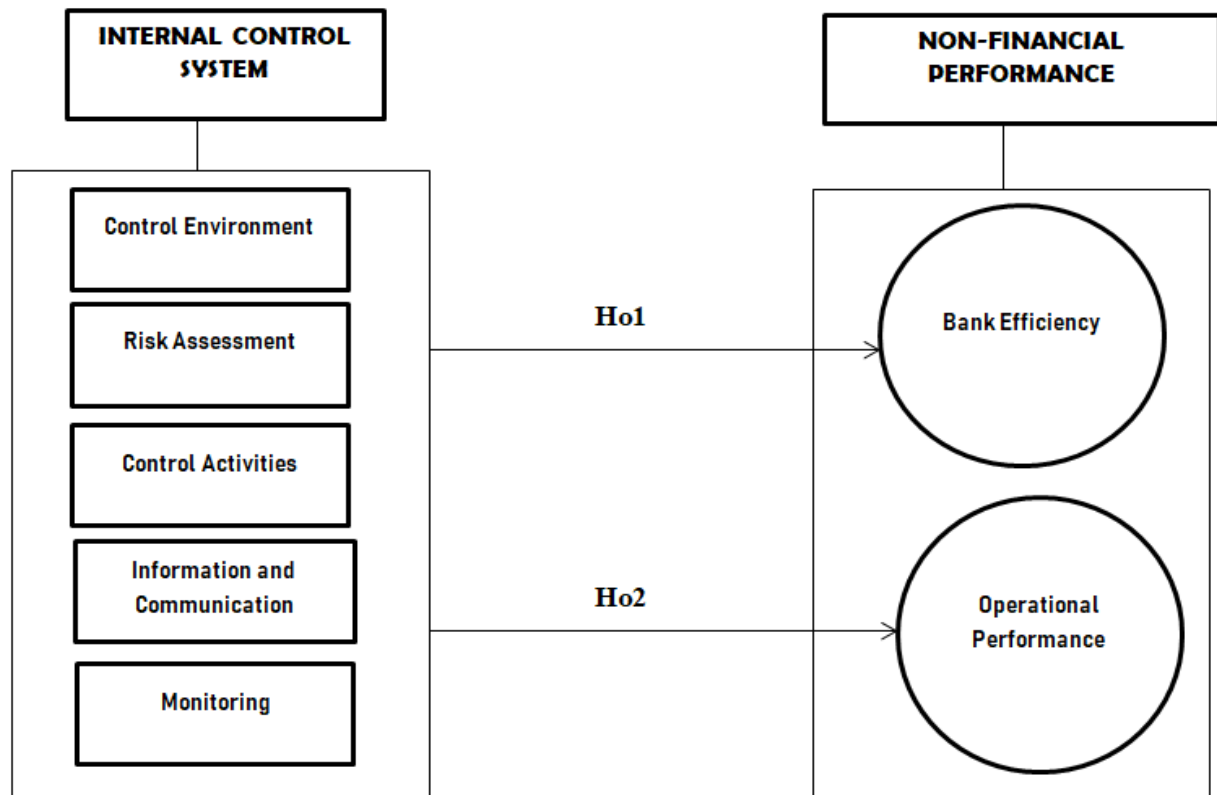 INTERNAL CONTROL
SYSTEM
Control Environment
Risk Assessment
Control Activities
Information and
Communication
Monitoring
Ho1
Ho2
NON-FINANCIAL
PERFORMANCE
Bank Efficiency
Operational
Performance